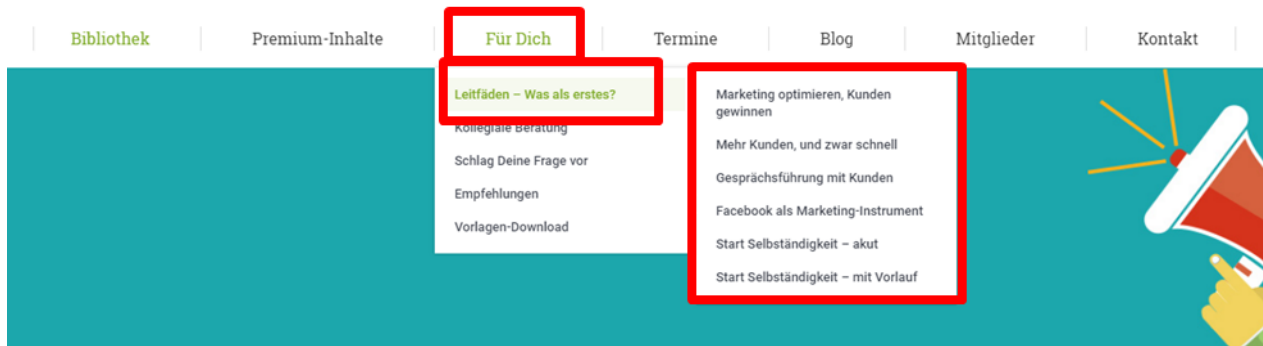 Bibliothek
Premium-Inhalte
Für Dich
Termine
Blog
Mitglieder
Kontakt
Leitfäden – Was als erstes?
Kollegiale Beratung
Schlag Deine Frage vor
Empfehlungen
Vorlagen-Download
Marketing optimieren, Kunden
gewinnen
Mehr Kunden, und zwar schnell
Gesprächsführung mit Kunden
Facebook als Marketing-Instrument
Start Selbständigkeit – akut
Start Selbständigkeit – mit Vorlauf